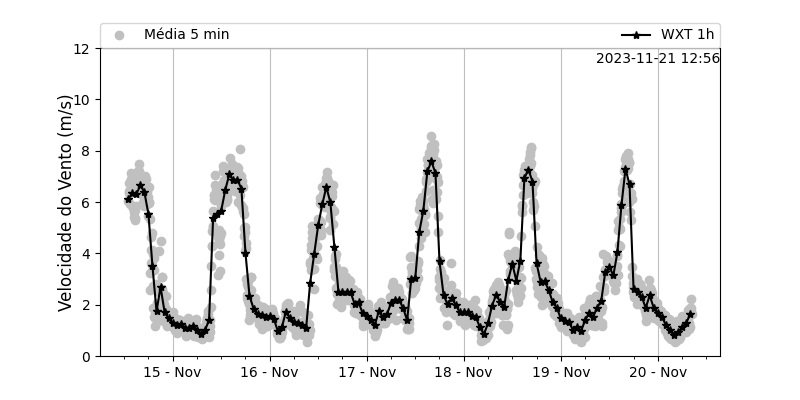 Média 5 min
WXT 1h
2023-11-21 12:56
Velocidade do Vento (m/s)
12
10
8
6
4
2
0
15 - Nov
16 - Nov
17 - Nov
18 - Nov
19 - Nov
20 - Nov